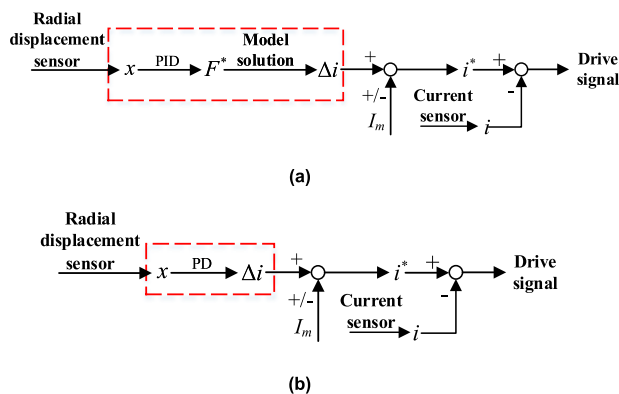 Radial
displacement
sensor
x PID F* Model solution Δi + +/- I_m i* + - Drive signal
Current
sensor i
(a)
Radial
displacement
sensor
x PD Δi + +/- I_m i* + - Drive signal
Current
sensor i
(b)